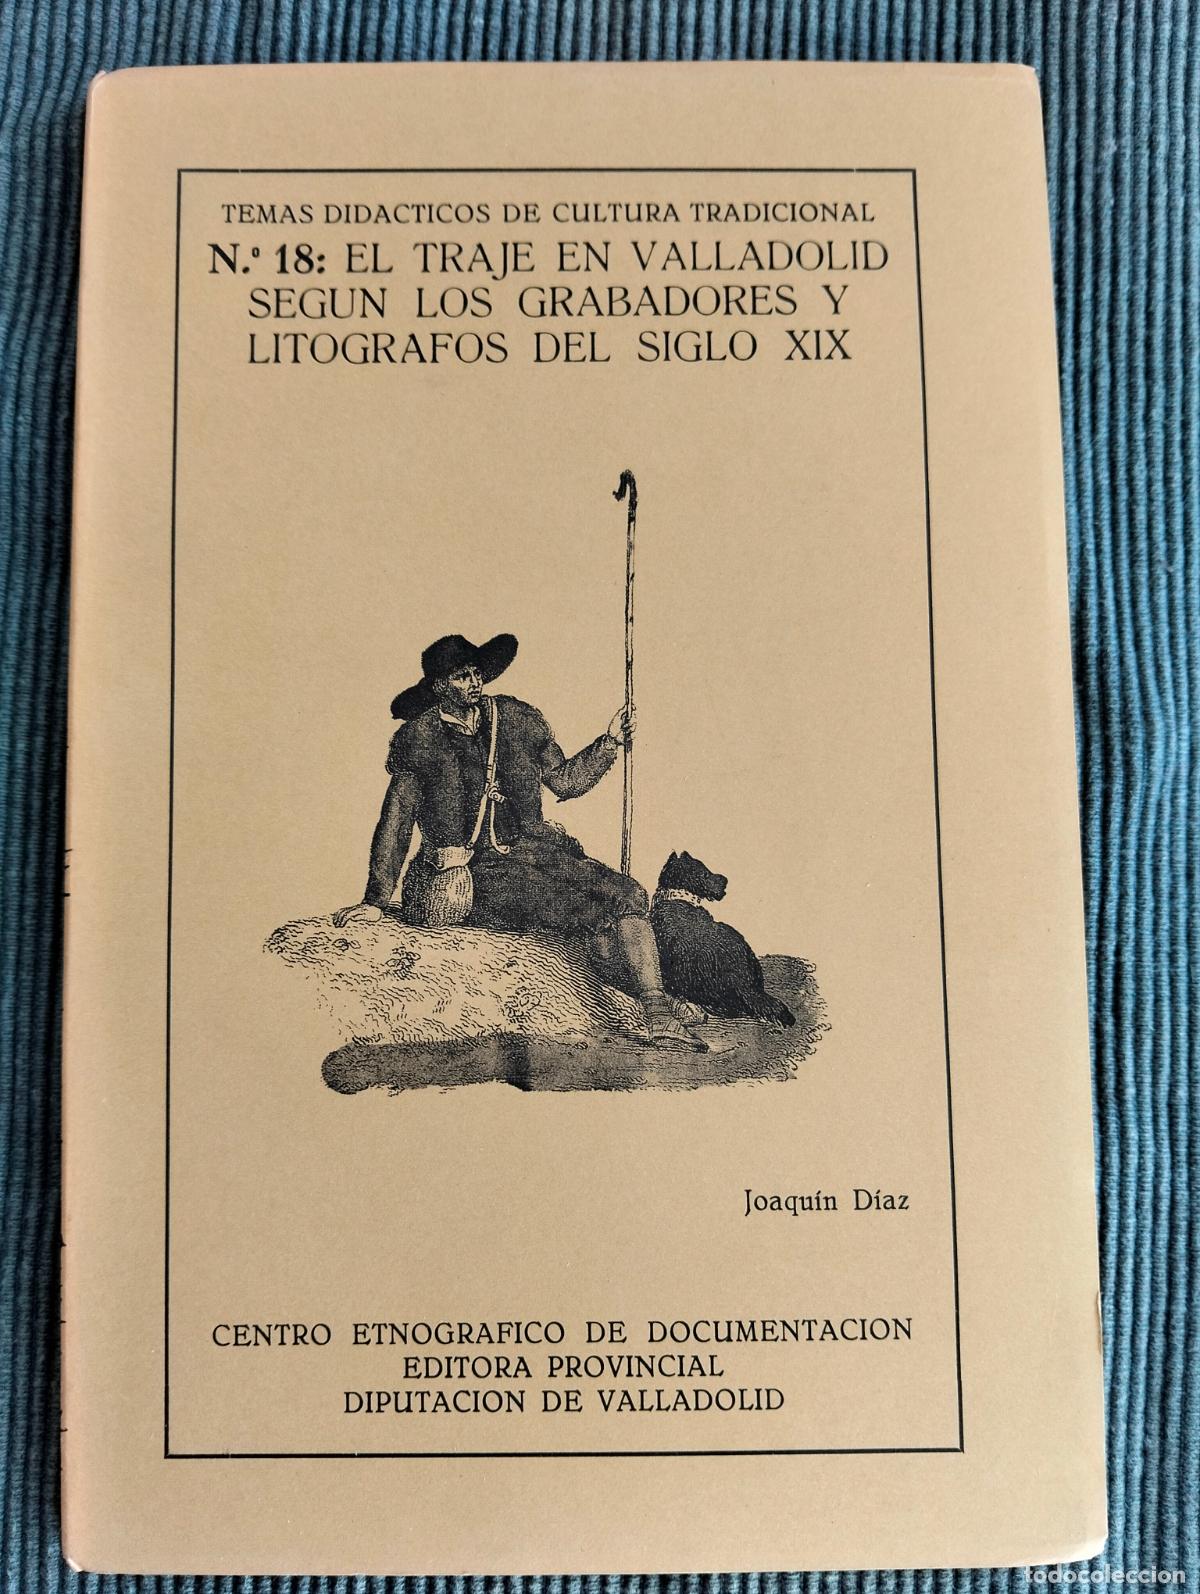 TEMAS DIDACTICOS DE CULTURA TRADICIONAL
N.º 18: EL TRAJE EN VALLADOLID
SEGUN LOS GRABADORES Y
LITOGRAFOS DEL SIGLO XIX
Joaquín Díaz
CENTRO ETNOGRAFICO DE DOCUMENTACION
EDITORA PROVINCIAL
DIPUTACION DE VALLADOLID
todocoleccion